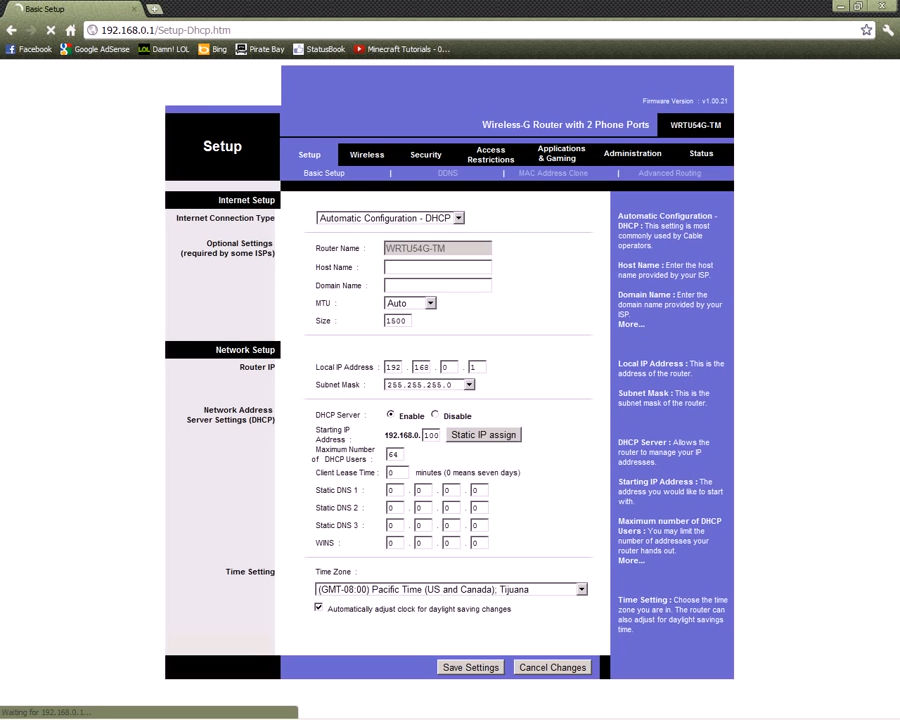 Basic Setup
192.168.0.1/Setup-Dhcp.htm
Facebook Google AdSense LOL Damn! LOL Bing Pirate Bay StatusBook Minecraft Tutorials - 0...
Firmware Version : v1.00.21
Wireless-G Router with 2 Phone Ports WRTU54G-TM
Setup
Setup Wireless Security Access Restrictions Applications & Gaming Administration Status
Basic Setup | DDNS | MAC Address Clone | Advanced Routing
Internet Setup
Internet Connection Type Automatic Configuration - DHCP
Optional Settings
(required by some ISPs)
Router Name : WRTU54G-TM
Host Name :
Domain Name :
MTU : Auto
Size : 1500
Network Setup
Router IP
Local IP Address : 192 . 168 . 0 . 1
Subnet Mask : 255.255.255.0
Network Address
Server Settings (DHCP)
DHCP Server : Enable Disable
Starting IP
Address : 192.168.0. 100 Static IP assign
Maximum Number
of DHCP Users : 64
Client Lease Time : 0 minutes (0 means seven days)
Static DNS 1 : 0 . 0 . 0 . 0
Static DNS 2 : 0 . 0 . 0 . 0
Static DNS 3 : 0 . 0 . 0 . 0
WINS : 0 . 0 . 0 . 0
Time Setting
Time Zone :
(GMT-08:00) Pacific Time (US and Canada); Tijuana
Automatically adjust clock for daylight saving changes
Save Settings Cancel Changes
Automatic Configuration -
DHCP : This setting is most
commonly used by Cable
operators.
Host Name : Enter the host
name provided by your ISP.
Domain Name : Enter the
domain name provided by your
ISP.
More...
Local IP Address : This is the
address of the router.
Subnet Mask : This is the
subnet mask of the router.
DHCP Server : Allows the
router to manage your IP
addresses.
Starting IP Address : The
address you would like to start
with.
Maximum number of DHCP
Users : You may limit the
number of addresses your
router hands out.
More...
Time Setting : Choose the time
zone you are in. The router can
also adjust for daylight savings
time.
Waiting for 192.168.0.1...